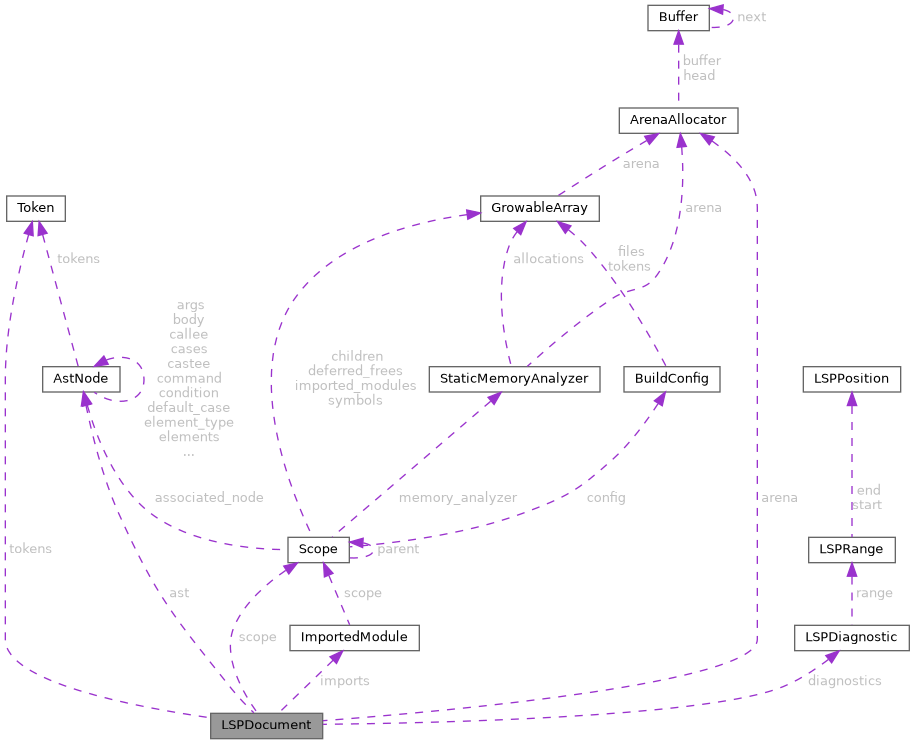 Buffer
next
buffer
head
ArenaAllocator
arena
Token
GrowableArray
arena
tokens
allocations
files
tokens
args
body
callee
cases
castee
command
condition
default_case
element_type
elements
...
children
deferred_frees
imported_modules
symbols
AstNode
StaticMemoryAnalyzer
BuildConfig
LSPPosition
associated_node
memory_analyzer
config
arena
end
start
tokens
Scope
parent
LSPRange
ast
scope
range
scope
ImportedModule
LSPDiagnostic
imports
diagnostics
LSPDocument